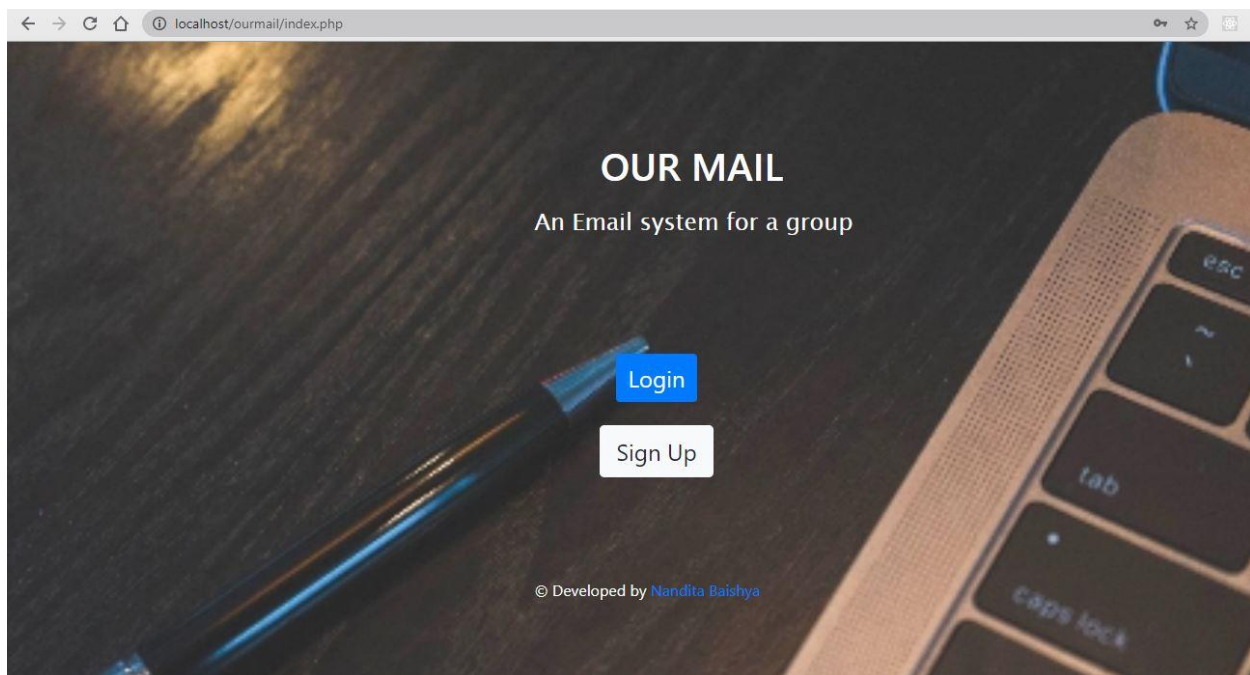 localhost/ourmail/index.php
OUR MAIL
An Email system for a group
esc
~
`
Login
Sign Up
tab
caps lock
© Developed by Nandita Baishya